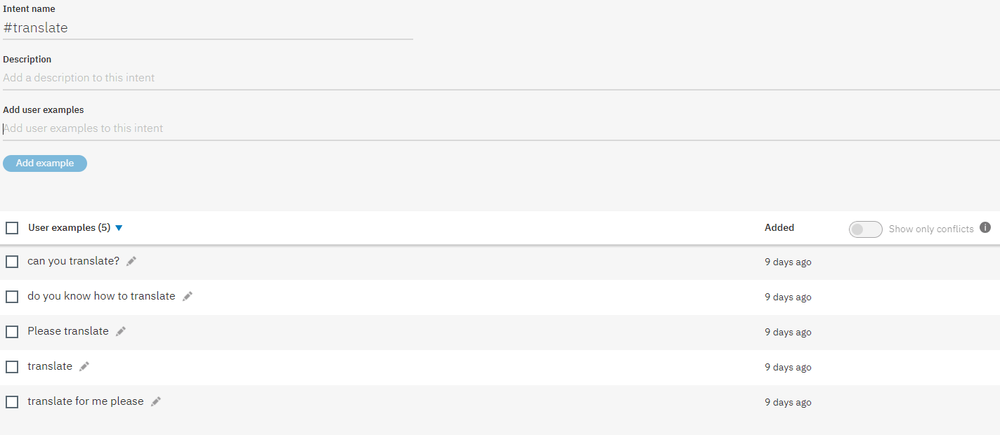 Intent name
#translate
Description
Add a description to this intent
Add user examples
Add user examples to this intent
Add example
User examples (5) ▼ Added Show only conflicts i
can you translate? 9 days ago
do you know how to translate 9 days ago
Please translate 9 days ago
translate 9 days ago
translate for me please 9 days ago